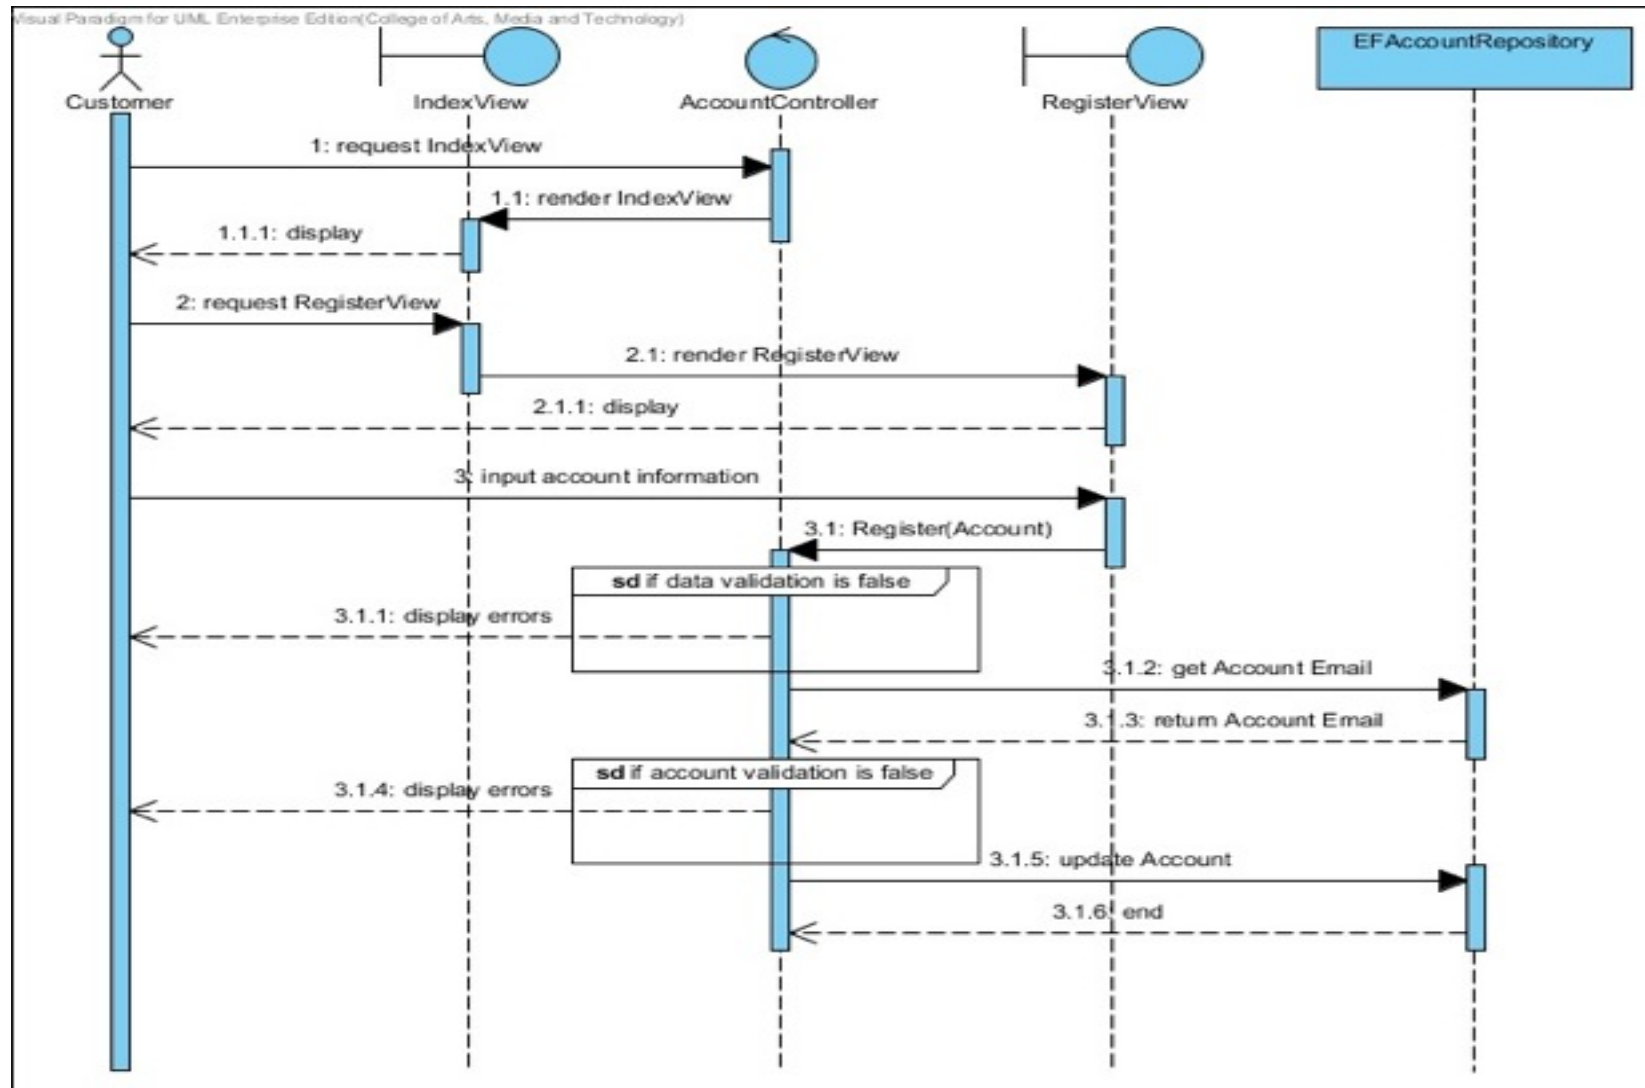 Visual Paradigm for UML Enterprise Edtion(College of Arts, Media and Technology)
EFAccountRepository
Customer
IndexView
AccountController
RegisterView
1: request IndexView
1.1: render IndexView
1.1.1: display
2: request RegisterView
2.1: render RegisterView
2.1.1: display
3: input account information
3.1: Register(Account)
sd if data validation is false
3.1.1: display errors
3.1.2: get Account Email
3.1.3: return Account Email
sd if account validation is false
3.1.4: display errors
3.1.5: update Account
3.1.6: end